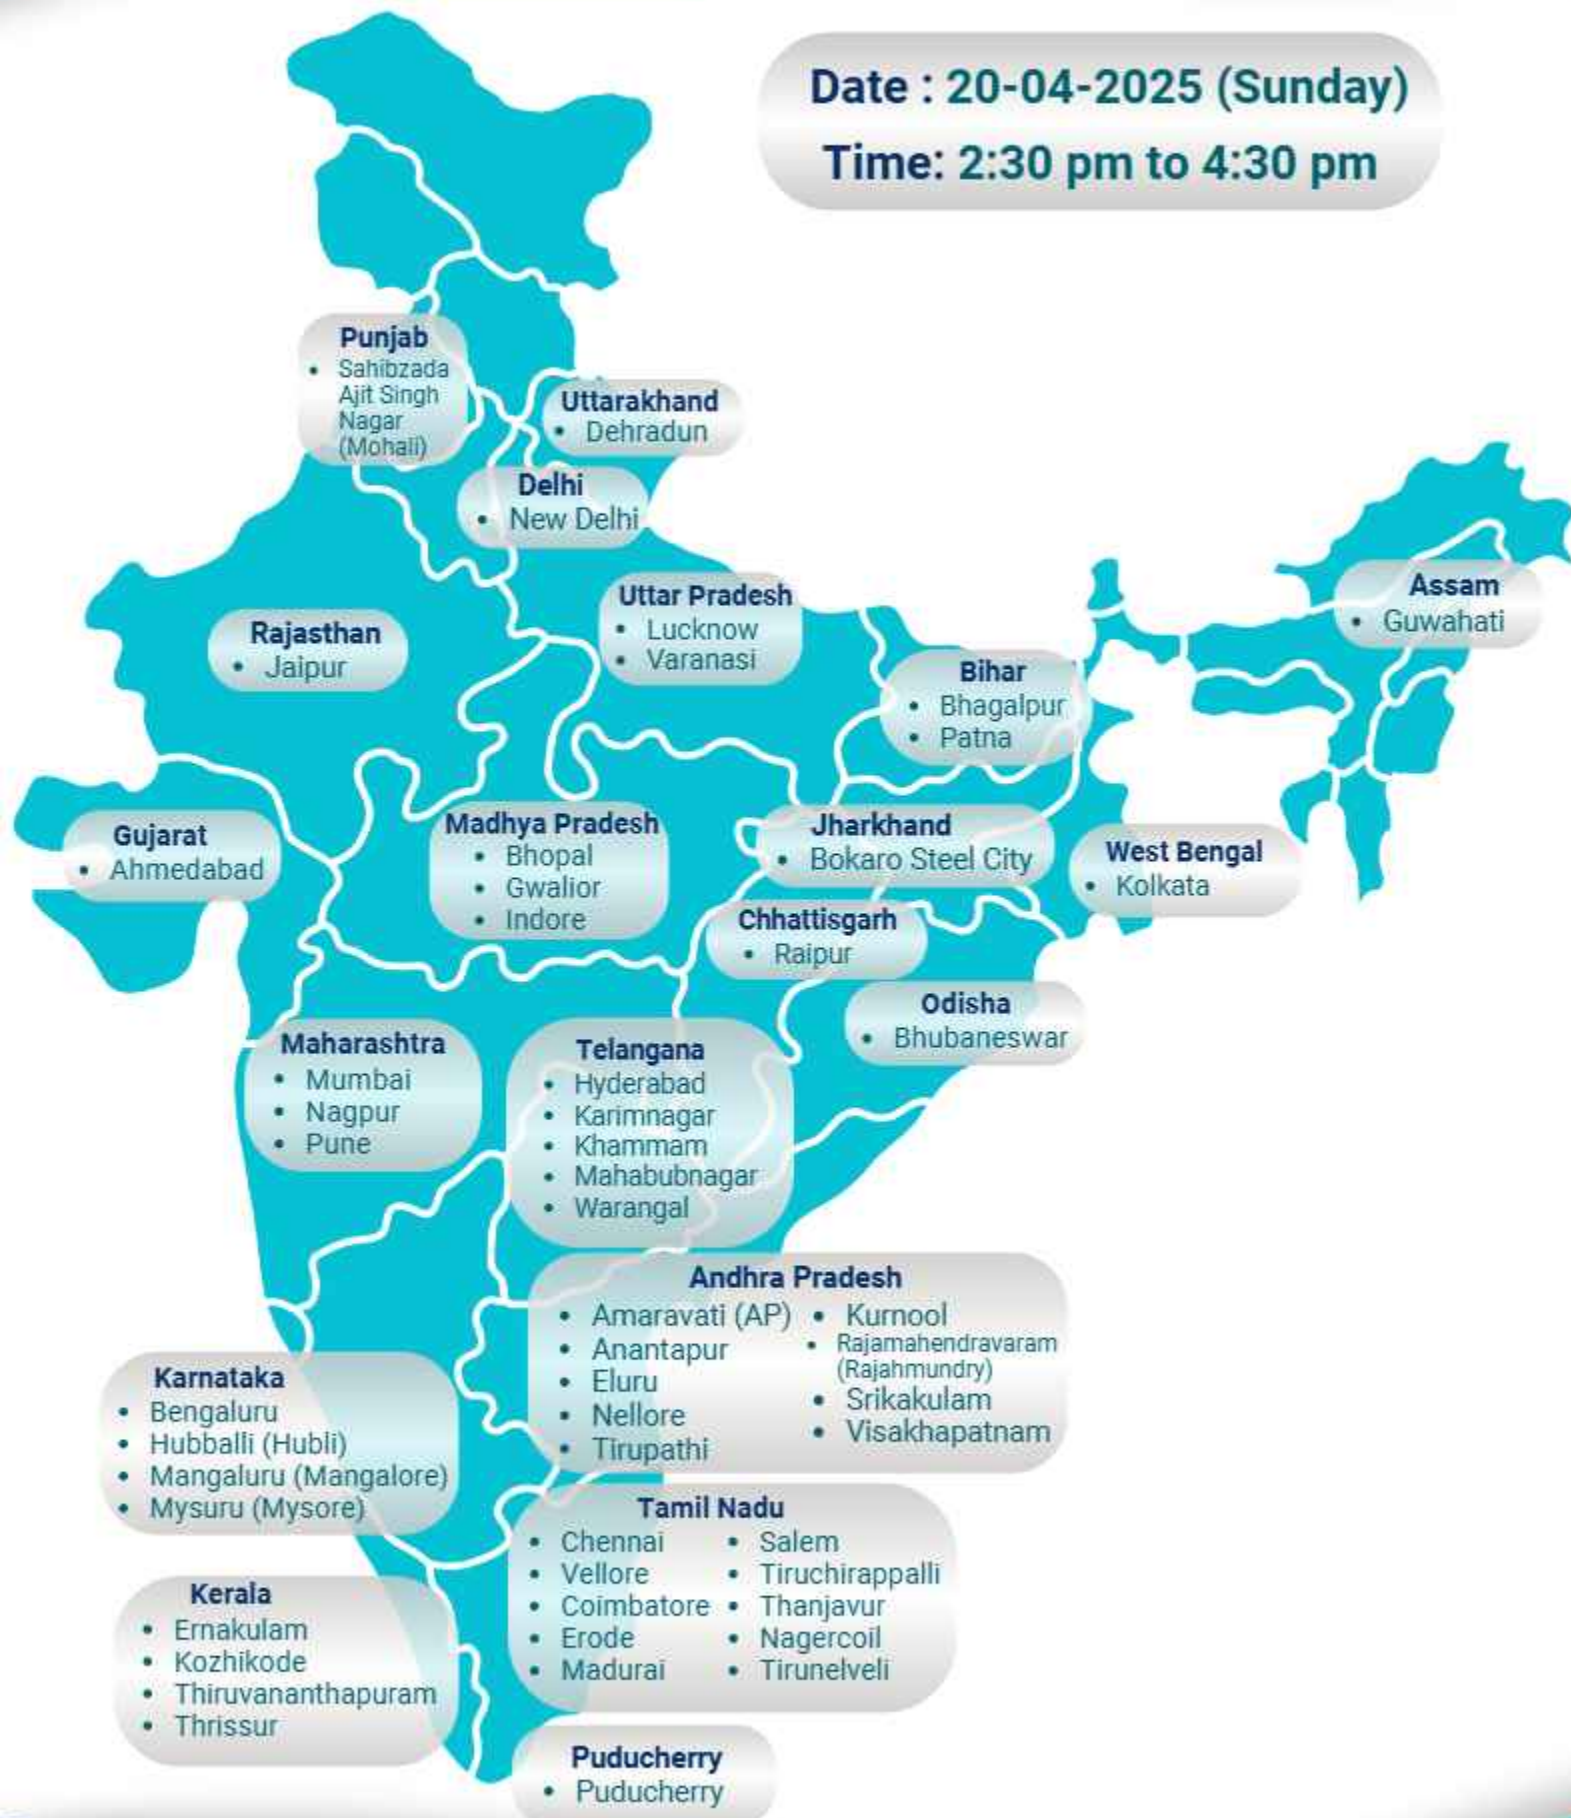 Date : 20-04-2025 (Sunday)
Time: 2:30 pm to 4:30 pm
Punjab
• Sahibzada
Ajit Singh
Nagar
(Mohali)
Uttarakhand
• Dehradun
Delhi
• New Delhi
Uttar Pradesh
• Lucknow
• Varanasi
Assam
• Guwahati
Rajasthan
• Jaipur
Bihar
• Bhagalpur
• Patna
Gujarat
• Ahmedabad
Madhya Pradesh
• Bhopal
• Gwalior
• Indore
Jharkhand
• Bokaro Steel City
West Bengal
• Kolkata
Chhattisgarh
• Raipur
Odisha
• Bhubaneswar
Maharashtra
• Mumbai
• Nagpur
• Pune
Telangana
• Hyderabad
• Karimnagar
• Khammam
• Mahabubnagar
• Warangal
Andhra Pradesh
• Amaravati (AP)
• Anantapur
• Eluru
• Nellore
• Tirupathi
• Kurnool
• Rajamahendravaram
(Rajahmundry)
• Srikakulam
• Visakhapatnam
Karnataka
• Bengaluru
• Hubballi (Hubli)
• Mangaluru (Mangalore)
• Mysuru (Mysore)
Tamil Nadu
• Chennai
• Vellore
• Coimbatore
• Erode
• Madurai
• Salem
• Tiruchirappalli
• Thanjavur
• Nagercoil
• Tirunelveli
Kerala
• Ernakulam
• Kozhikode
• Thiruvananthapuram
• Thrissur
Puducherry
• Puducherry